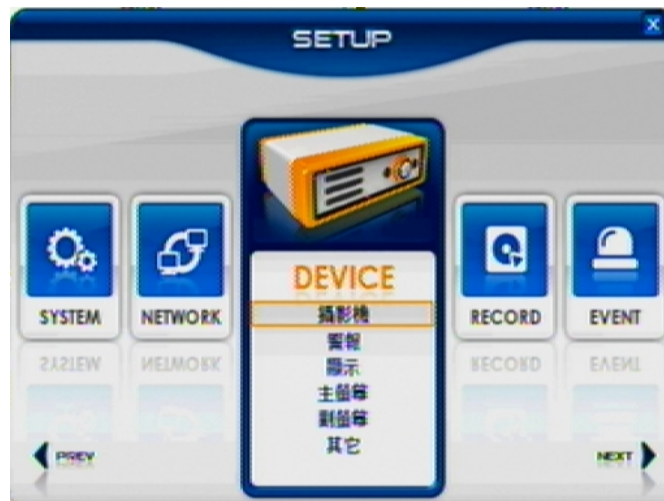 SETUP
SYSTEM
NETWORK
DEVICE
攝影機
警報
顯示
主螢幕
副螢幕
其它
RECORD
EVENT
PREV
NEXT